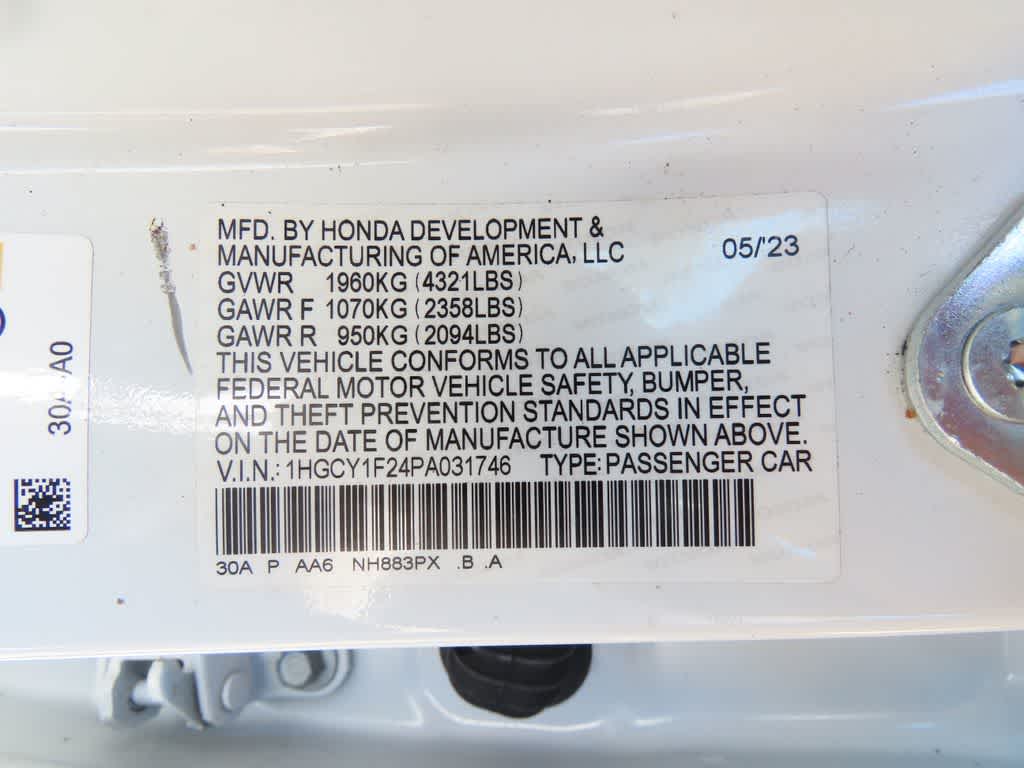 MFD. BY HONDA DEVELOPMENT &
MANUFACTURING OF AMERICA, LLC 05/'23
GVWR 1960KG (4321LBS)
GAWR F 1070KG (2358LBS)
GAWR R 950KG (2094LBS)
THIS VEHICLE CONFORMS TO ALL APPLICABLE
FEDERAL MOTOR VEHICLE SAFETY, BUMPER,
AND THEFT PREVENTION STANDARDS IN EFFECT
ON THE DATE OF MANUFACTURE SHOWN ABOVE.
V.I.N.: 1HGCY1F24PA031746 TYPE: PASSENGER CAR
30A P AA6 NH883PX .B .A